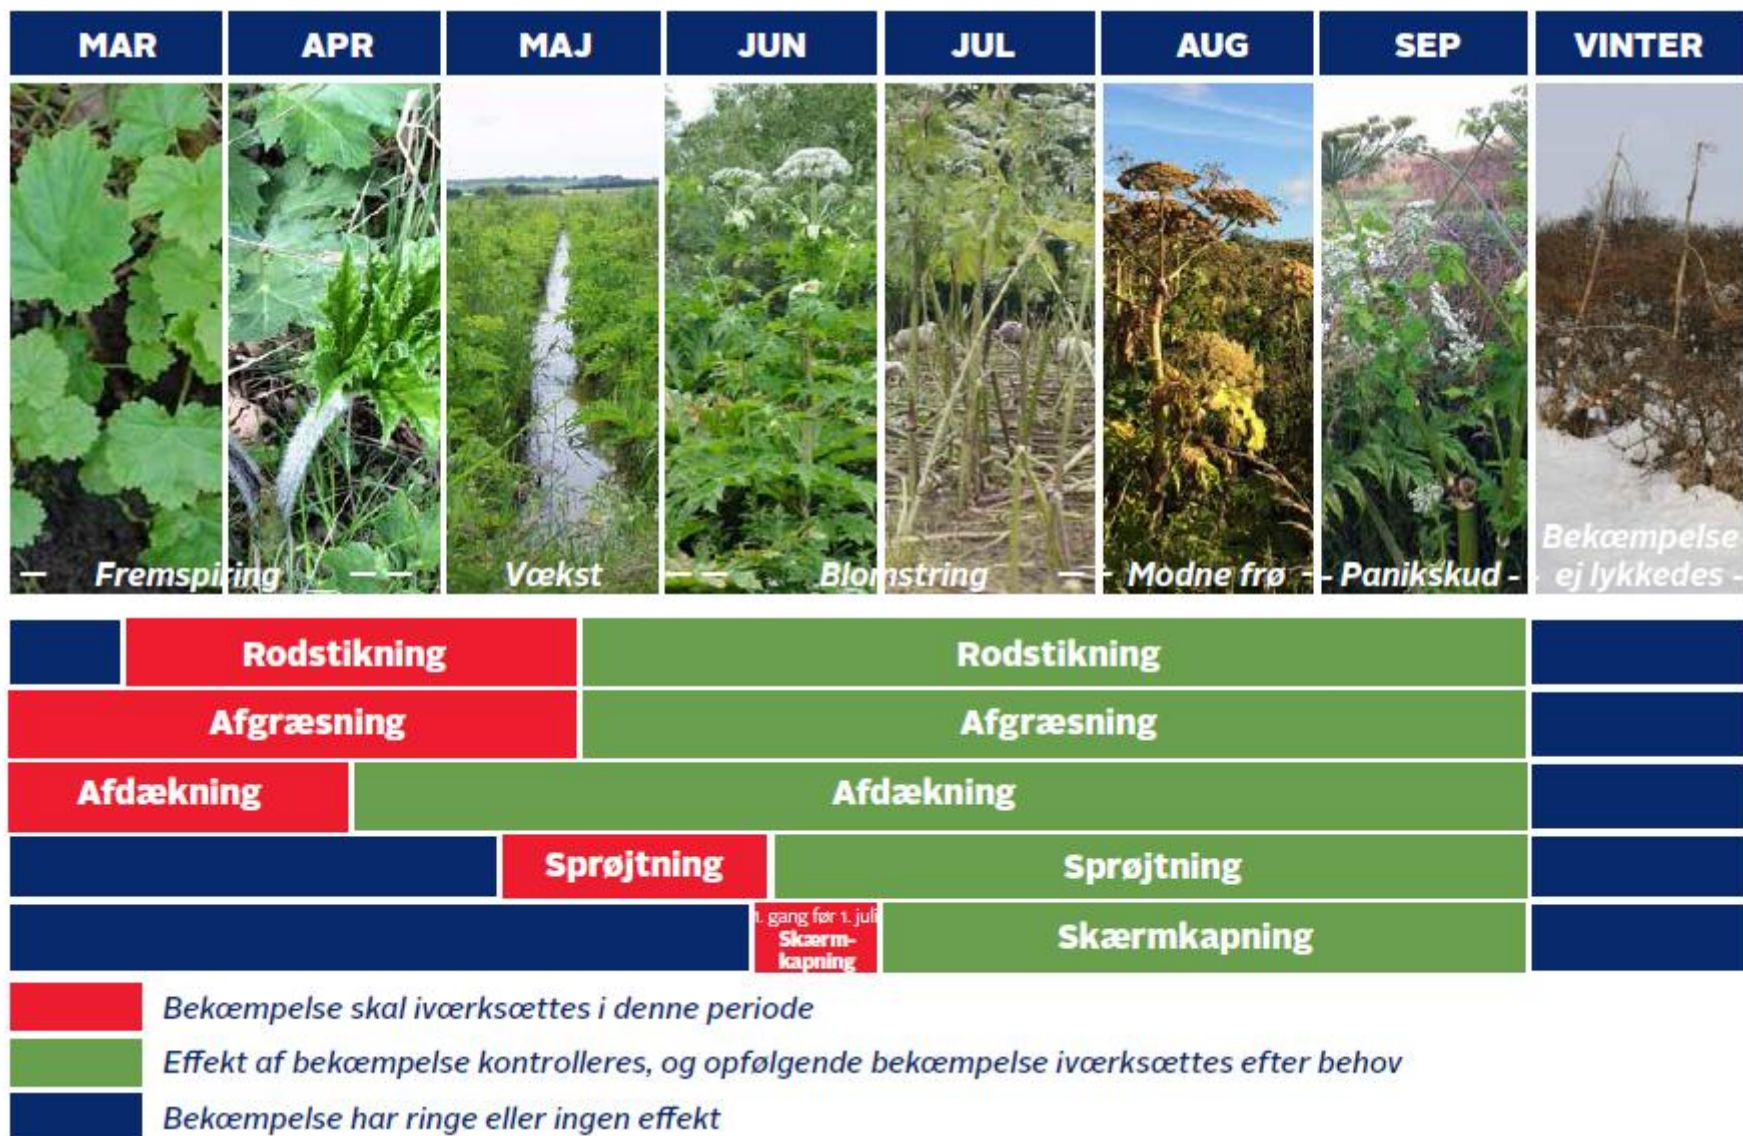 MAR APR MAJ JUN JUL AUG SEP VINTER
Fremspiring Vækst Blomstring Modne frø Panikskud Bekæmpelse
ej lykkedes
Rodstikning Rodstikning
Afgræsning Afgræsning
Afdækning Afdækning
Sprøjtning Sprøjtning
1. gang før 1. juli
Skærm-
kapning
Skærmkapning
Bekæmpelse skal iværksættes i denne periode
Effekt af bekæmpelse kontrolleres, og opfølgende bekæmpelse iværksættes efter behov
Bekæmpelse har ringe eller ingen effekt